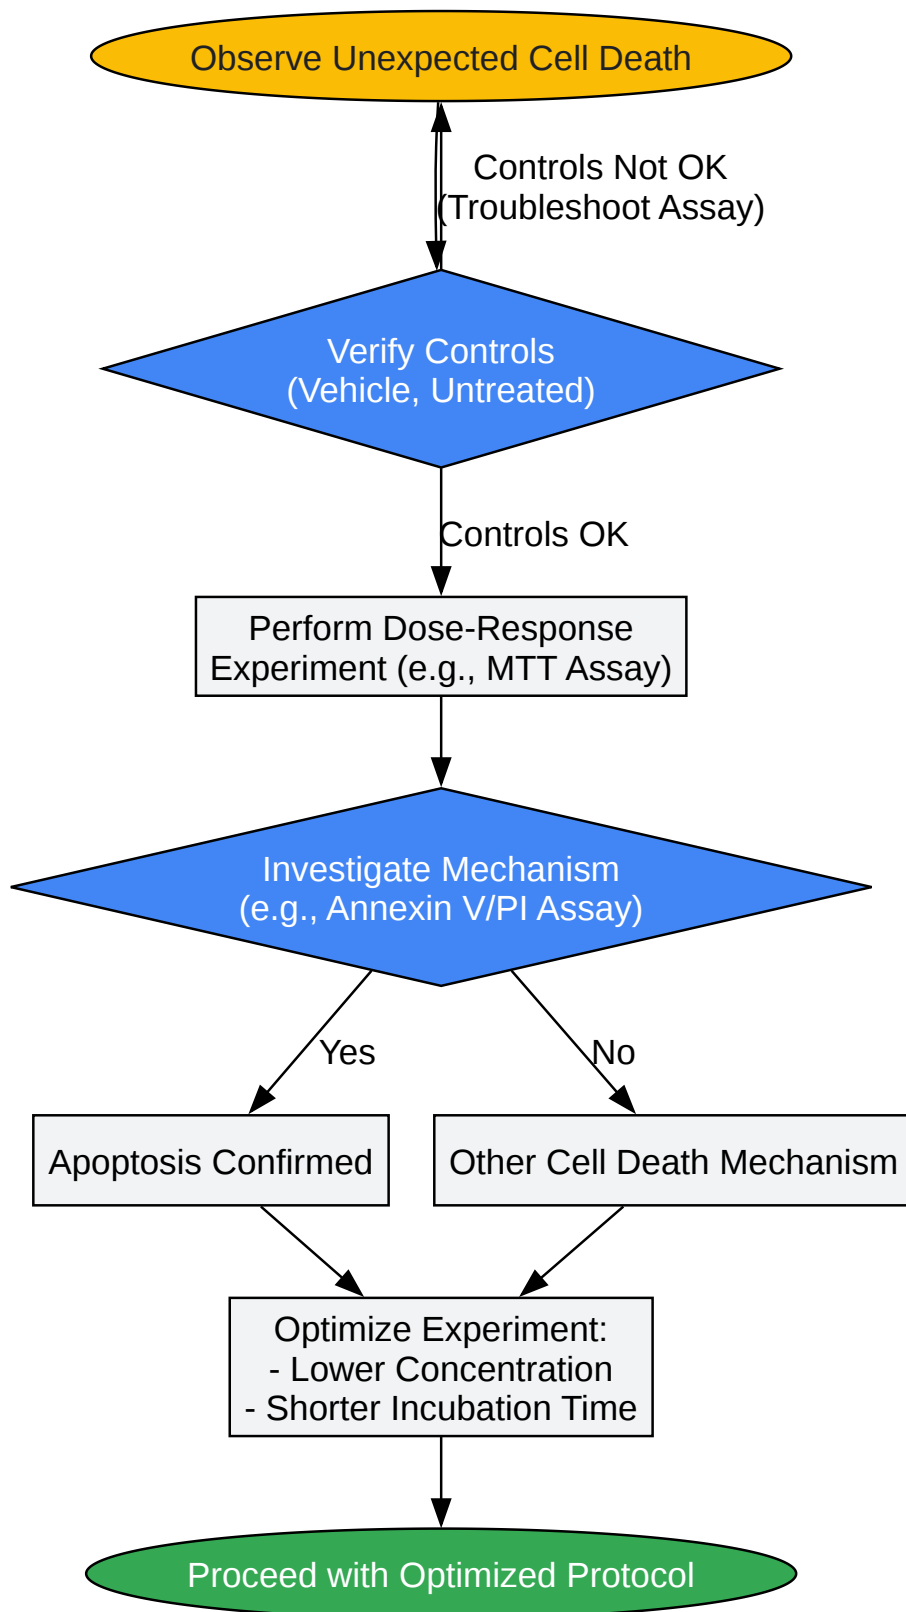 Observe Unexpected Cell Death
Controls Not OK
(Troubleshoot Assay)
Verify Controls
(Vehicle, Untreated)
Controls OK
Perform Dose-Response
Experiment (e.g., MTT Assay)
Investigate Mechanism
(e.g., Annexin V/PI Assay)
Yes
No
Apoptosis Confirmed
Other Cell Death Mechanism
Optimize Experiment:
- Lower Concentration
- Shorter Incubation Time
Proceed with Optimized Protocol